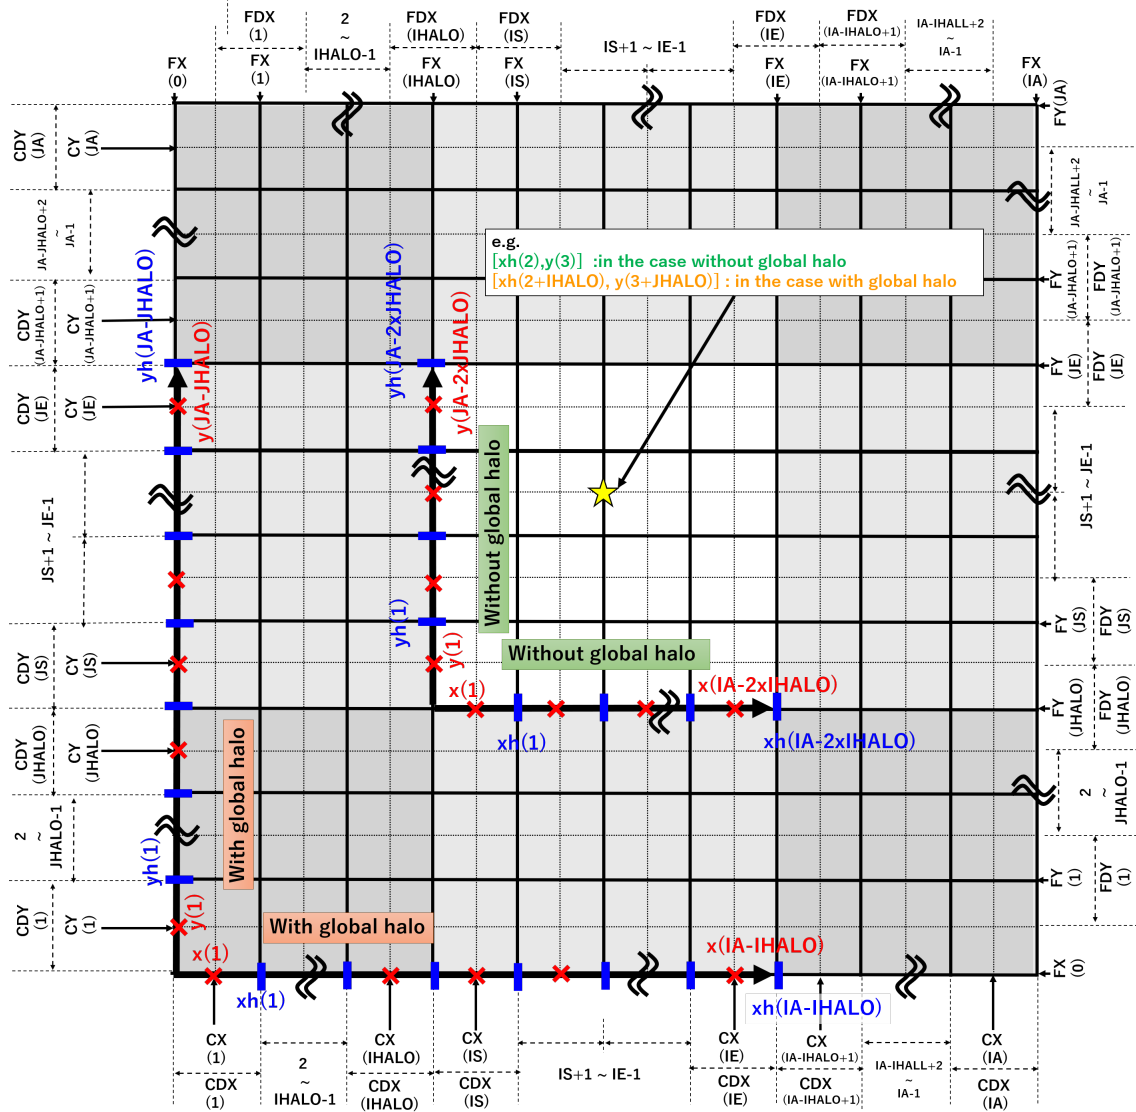 FDX
(1)
2
~
IHALO-1
FDX
(IHALO)
FDX
(IS)
IS+1 ~ IE-1
FDX
(IE)
FDX
(IA-IHALO+1)
IA-IHALL+2
~
IA-1
FX
(0)
FX
(1)
FX
(IHALO)
FX
(IS)
FX
(IE)
FX
(IA-IHALO+1)
FX
(IA)
CDY
(JA)
CY
(JA)
JA-JHALO+2
~
JA-1
CDY
(JA-JHALO+1)
CY
(JA-JHALO+1)
CDY
(JE)
CY
(JE)
JS+1 ~ JE-1
CDY
(JS)
CY
(JS)
CDY
(JHALO)
CY
(JHALO)
2
~
JHALO-1
CDY
(1)
CY
(1)
yh(JA-JHALO)
y(JA-JHALO)
yh(JA-2xJHALO)
y(JA-2xJHALO)
e.g.
[xh(2),y(3)] :in the case without global halo
[xh(2+IHALO), y(3+JHALO)] : in the case with global halo
Without global halo
yh(1)
y(1)
Without global halo
x(1)
x(IA-2xIHALO)
xh(1)
xh(IA-2xIHALO)
With global halo
yh(1)
y(1)
With global halo
x(1)
x(IA-IHALO)
xh(1)
xh(IA-IHALO)
FY(JA)
JA-JHALL+2
~
JA-1
FY
(JA-JHALO+1)
FDY
(JA-JHALO+1)
FY
(JE)
FDY
(JE)
JS+1 ~ JE-1
FY
(JS)
FDY
(JS)
FY
(JHALO)
FDY
(JHALO)
2
~
JHALO-1
FY
(1)
FDY
(1)
FX
(0)
CX
(1)
CX
(IHALO)
CX
(IS)
CX
(IE)
CX
(IA-IHALO+1)
CX
(IA)
CDX
(1)
2
~
IHALO-1
CDX
(IHALO)
CDX
(IS)
IS+1 ~ IE-1
CDX
(IE)
CDX
(IA-IHALO+1)
IA-IHALL+2
~
IA-1
CDX
(IA)